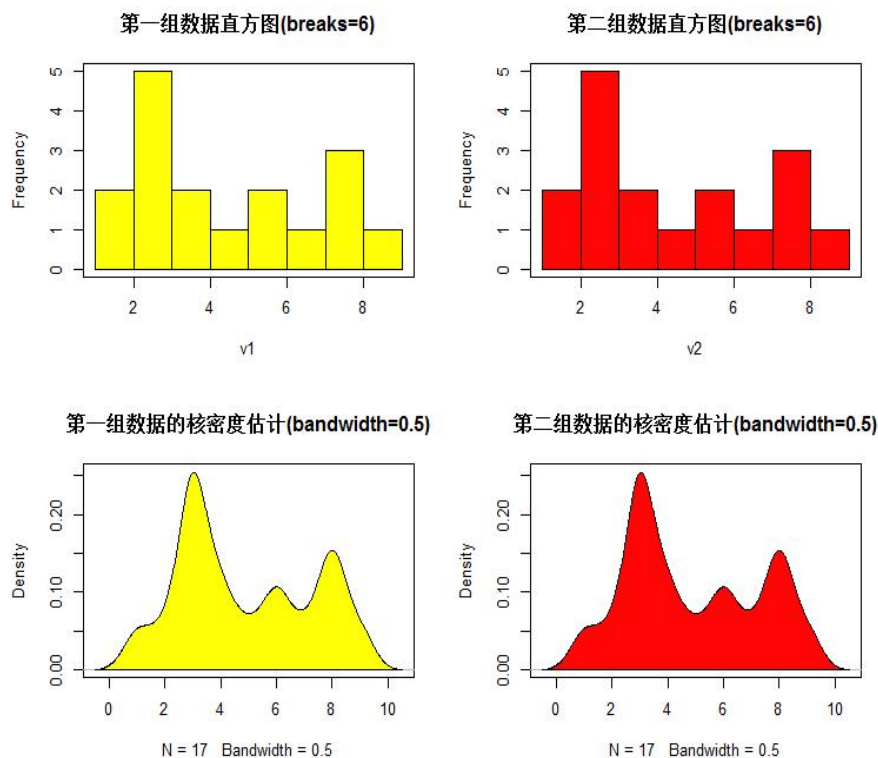 第一组数据直方图(breaks=6)
Frequency
0 1 2 3 4 5
2 4 6 8
v1
第二组数据直方图(breaks=6)
Frequency
0 1 2 3 4 5
2 4 6 8
v2
第一组数据的核密度估计(bandwidth=0.5)
Density
0.00 0.10 0.20
0 2 4 6 8 10
N = 17 Bandwidth = 0.5
第二组数据的核密度估计(bandwidth=0.5)
Density
0.00 0.10 0.20
0 2 4 6 8 10
N = 17 Bandwidth = 0.5